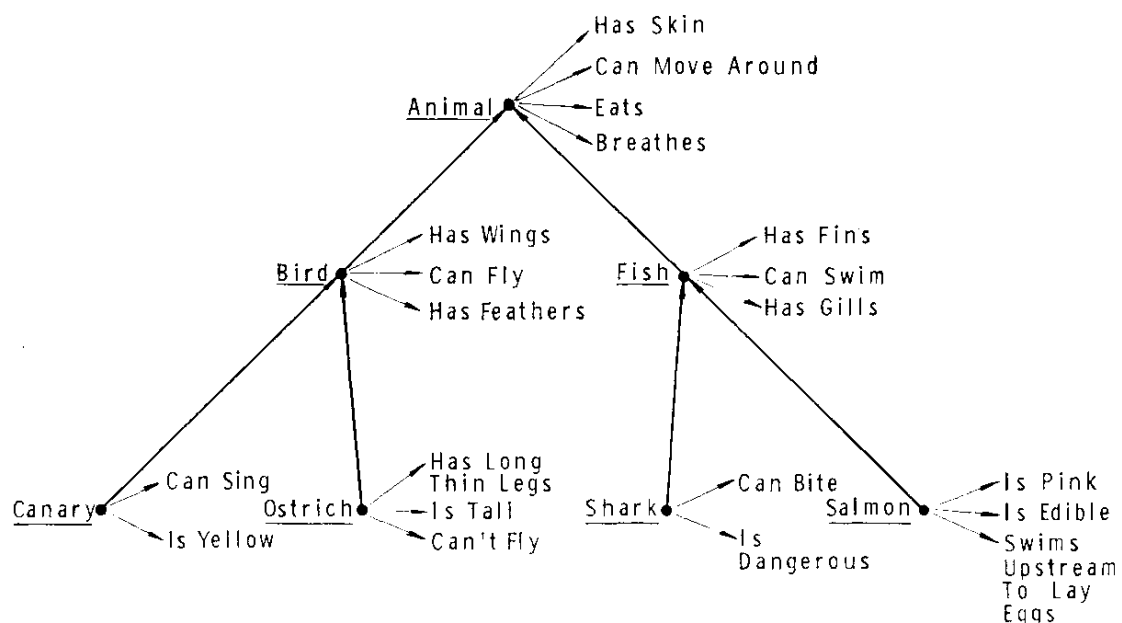 Has Skin
Can Move Around
Animal
Eats
Breathes
Has Wings
Bird
Can Fly
Has Feathers
Has Fins
Fish
Can Swim
Has Gills
Canary
Can Sing
Is Yellow
Ostrich
Has Long
Thin Legs
Is Tall
Can't Fly
Shark
Can Bite
Is
Dangerous
Salmon
Is Pink
Is Edible
Swims
Upstream
To Lay
Eggs